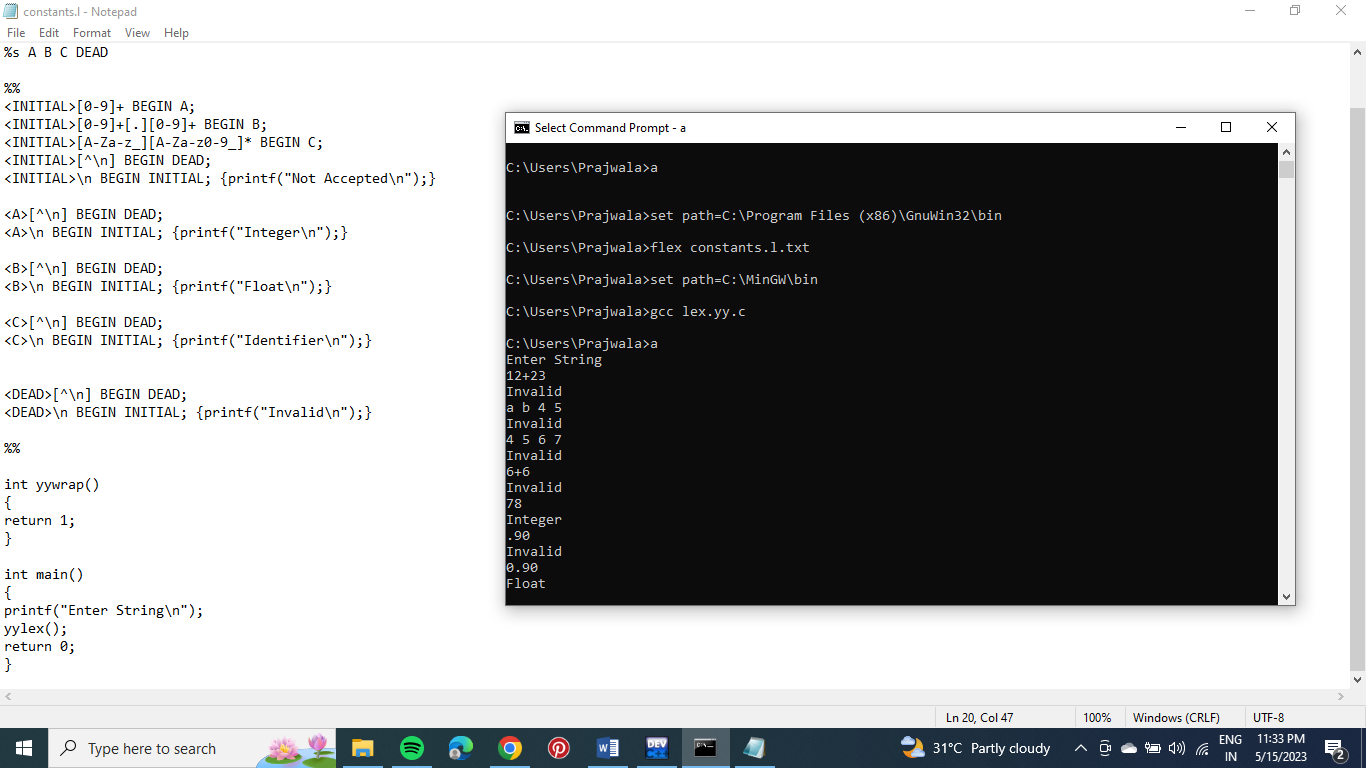 constants.l - Notepad
File Edit Format View Help
%s A B C DEAD
%%
<INITIAL>[0-9]+ BEGIN A;
<INITIAL>[0-9]+[.][0-9]+ BEGIN B;
<INITIAL>[A-Za-z_][A-Za-z0-9_]* BEGIN C;
<INITIAL>[^\n] BEGIN DEAD;
<INITIAL>\n BEGIN INITIAL; {printf("Not Accepted\n");}
<A>[^\n] BEGIN DEAD;
<A>\n BEGIN INITIAL; {printf("Integer\n");}
<B>[^\n] BEGIN DEAD;
<B>\n BEGIN INITIAL; {printf("Float\n");}
<C>[^\n] BEGIN DEAD;
<C>\n BEGIN INITIAL; {printf("Identifier\n");}
<DEAD>[^\n] BEGIN DEAD;
<DEAD>\n BEGIN INITIAL; {printf("Invalid\n");}
%%
int yywrap()
{
return 1;
}
int main()
{
printf("Enter String\n");
yylex();
return 0;
}
Select Command Prompt - a
C:\Users\Prajwala>a
C:\Users\Prajwala>set path=C:\Program Files (x86)\GnuWin32\bin
C:\Users\Prajwala>flex constants.l.txt
C:\Users\Prajwala>set path=C:\MinGW\bin
C:\Users\Prajwala>gcc lex.yy.c
C:\Users\Prajwala>a
Enter String
12+23
Invalid
a b 4 5
Invalid
4 5 6 7
Invalid
6+6
Invalid
78
Integer
.90
Invalid
0.90
Float
Ln 20, Col 47 100% Windows (CRLF) UTF-8
Type here to search
DEV
31°C Partly cloudy
ENG
IN
11:33 PM
5/15/2023
2